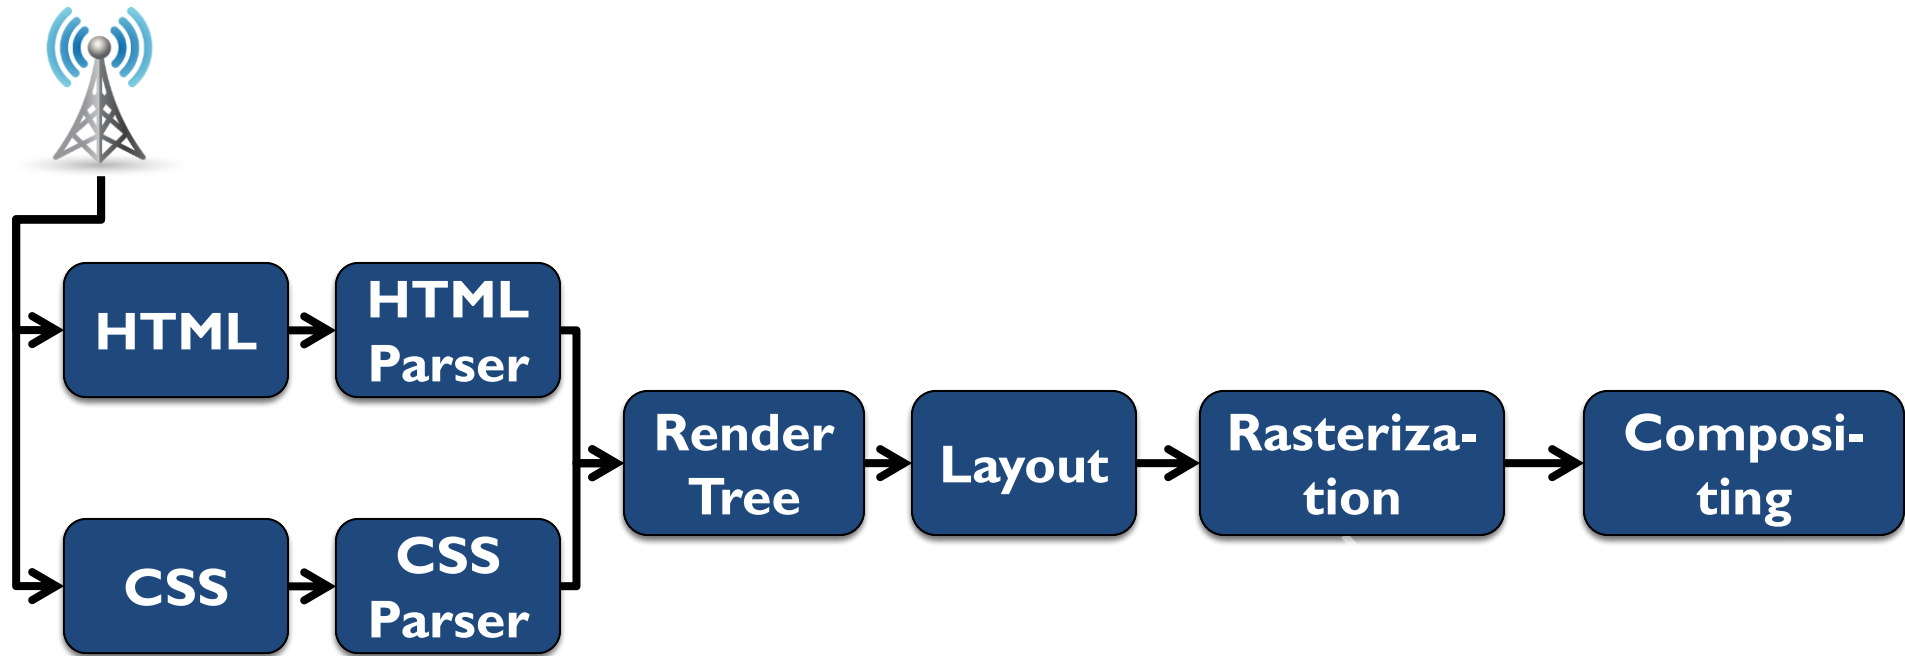 HTML
HTML
Parser
CSS
CSS
Parser
Render
Tree
Layout
Rasteriza-
tion
Composi-
ting